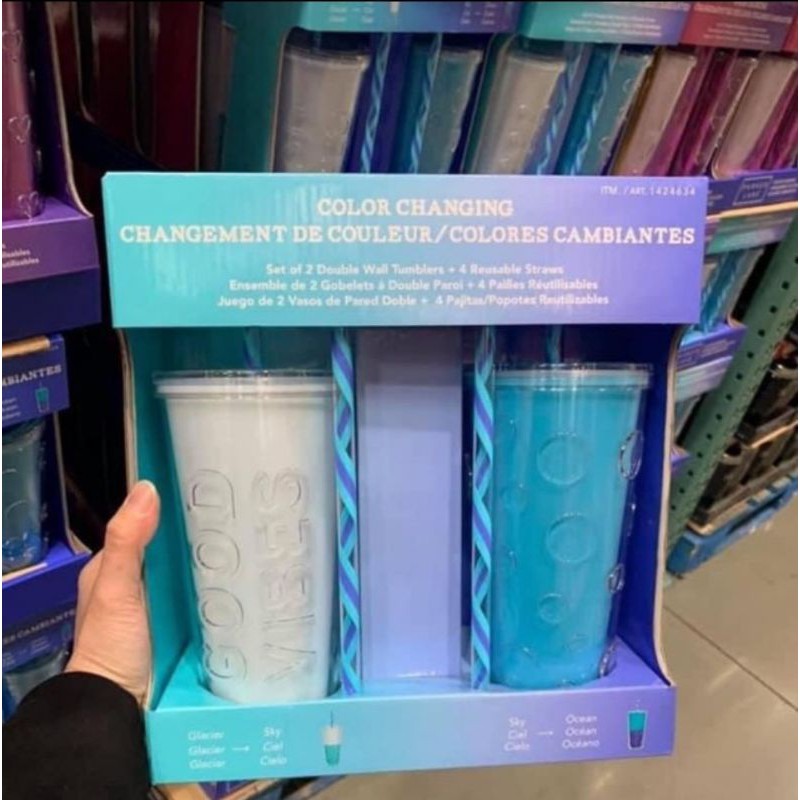 ITM. / ART. 1424634
COLOR CHANGING
CHANGEMENT DE COULEUR/COLORES CAMBIANTES
Set of 2 Double Wall Tumblers + 4 Reusable Straws
Ensemble de 2 Gobelets à Double Paroi + 4 Pailles Réutilisables
Juego de 2 Vasos de Pared Doble + 4 Pajitas/Popotes Reutilizables
GOOD
VIBES
Glacier Sky
Glaciar → Ciel
Glaciar Cielo
Sky Ocean
Ciel → Océan
Cielo Océano